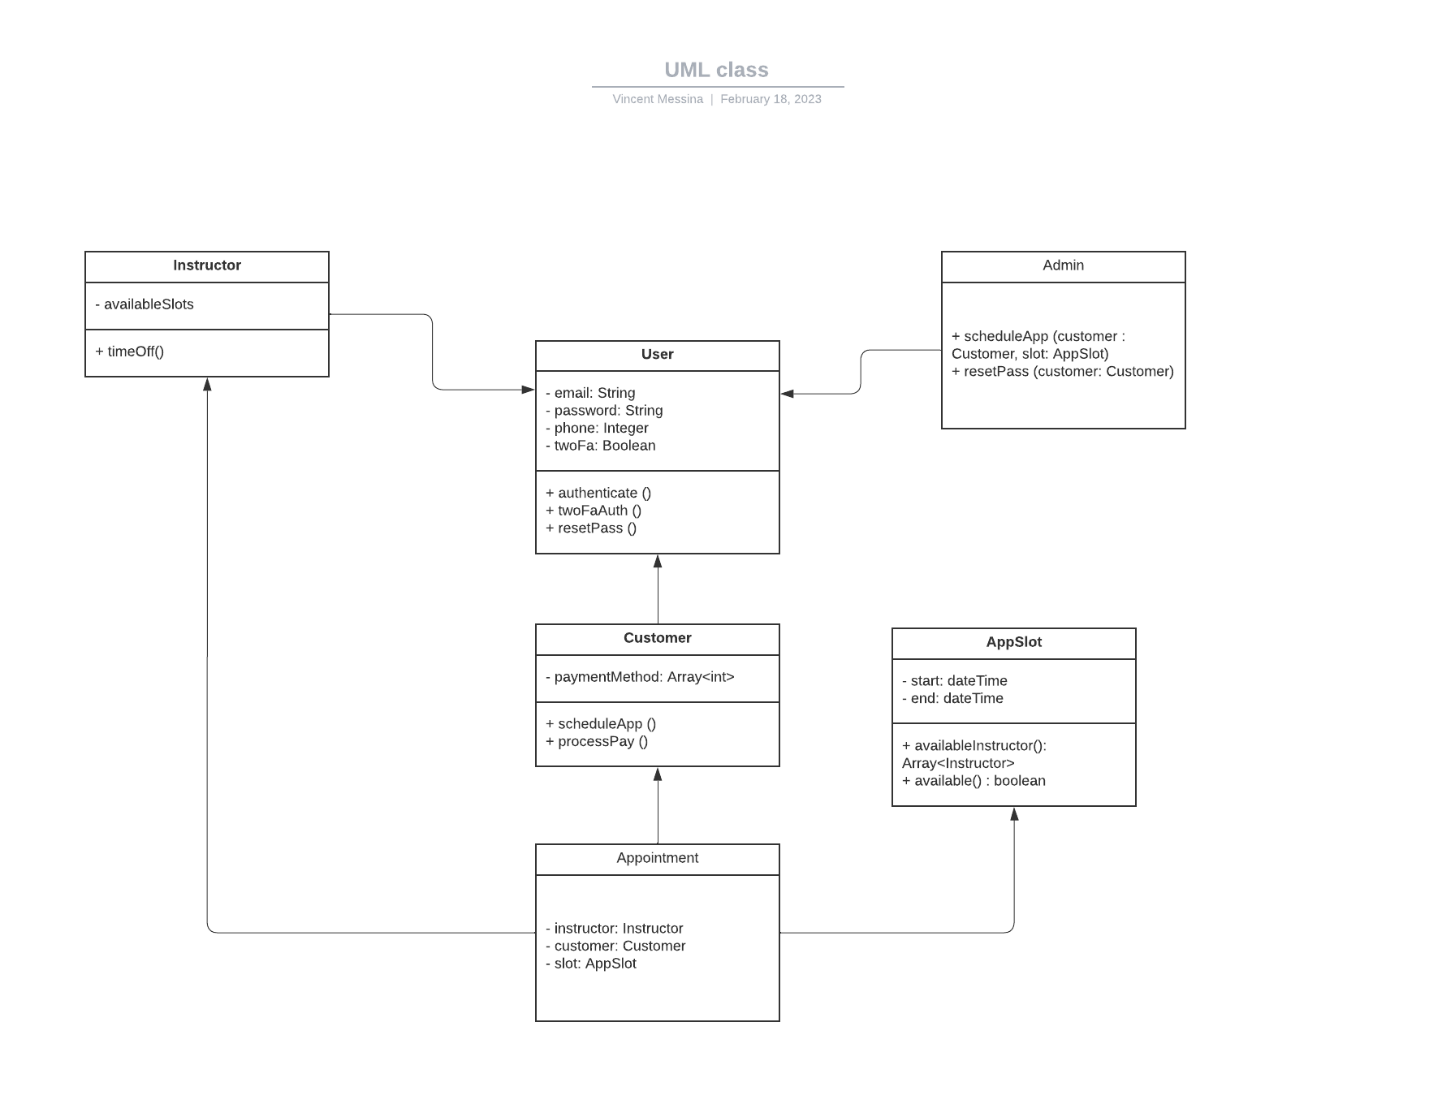 UML class
Vincent Messina | February 18, 2023
Instructor
- availableSlots
+ timeOff()
Admin
+ scheduleApp (customer :
Customer, slot: AppSlot)
+ resetPass (customer: Customer)
User
- email: String
- password: String
- phone: Integer
- twoFa: Boolean
+ authenticate ()
+ twoFaAuth ()
+ resetPass ()
Customer
- paymentMethod: Array<int>
+ scheduleApp ()
+ processPay ()
AppSlot
- start: dateTime
- end: dateTime
+ availableInstructor():
Array<Instructor>
+ available() : boolean
Appointment
- instructor: Instructor
- customer: Customer
- slot: AppSlot